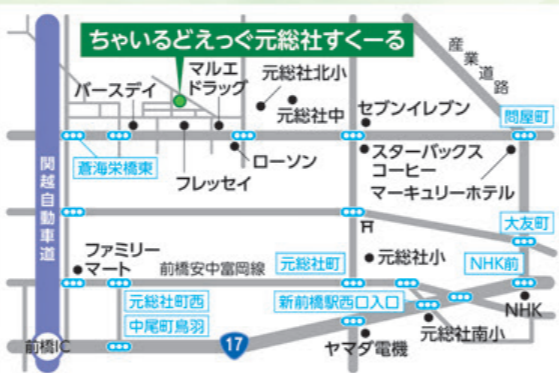 ちゃいるどえっぐ元総社すくーる
産業道路
バースデイ
マルエ
ドラッグ
元総社北小
元総社中
セブンイレブン
問屋町
蒼海栄橋東
フレッセイ
ローソン
スターバックス
コーヒー
マーキュリーホテル
関越自動車道
大友町
ファミリー
マート
前橋安中富岡線
元総社町
元総社小
NHK前
元総社町西
中尾町鳥羽
新前橋駅西口入口
NHK
元総社南小
前橋IC
17
ヤマダ電機